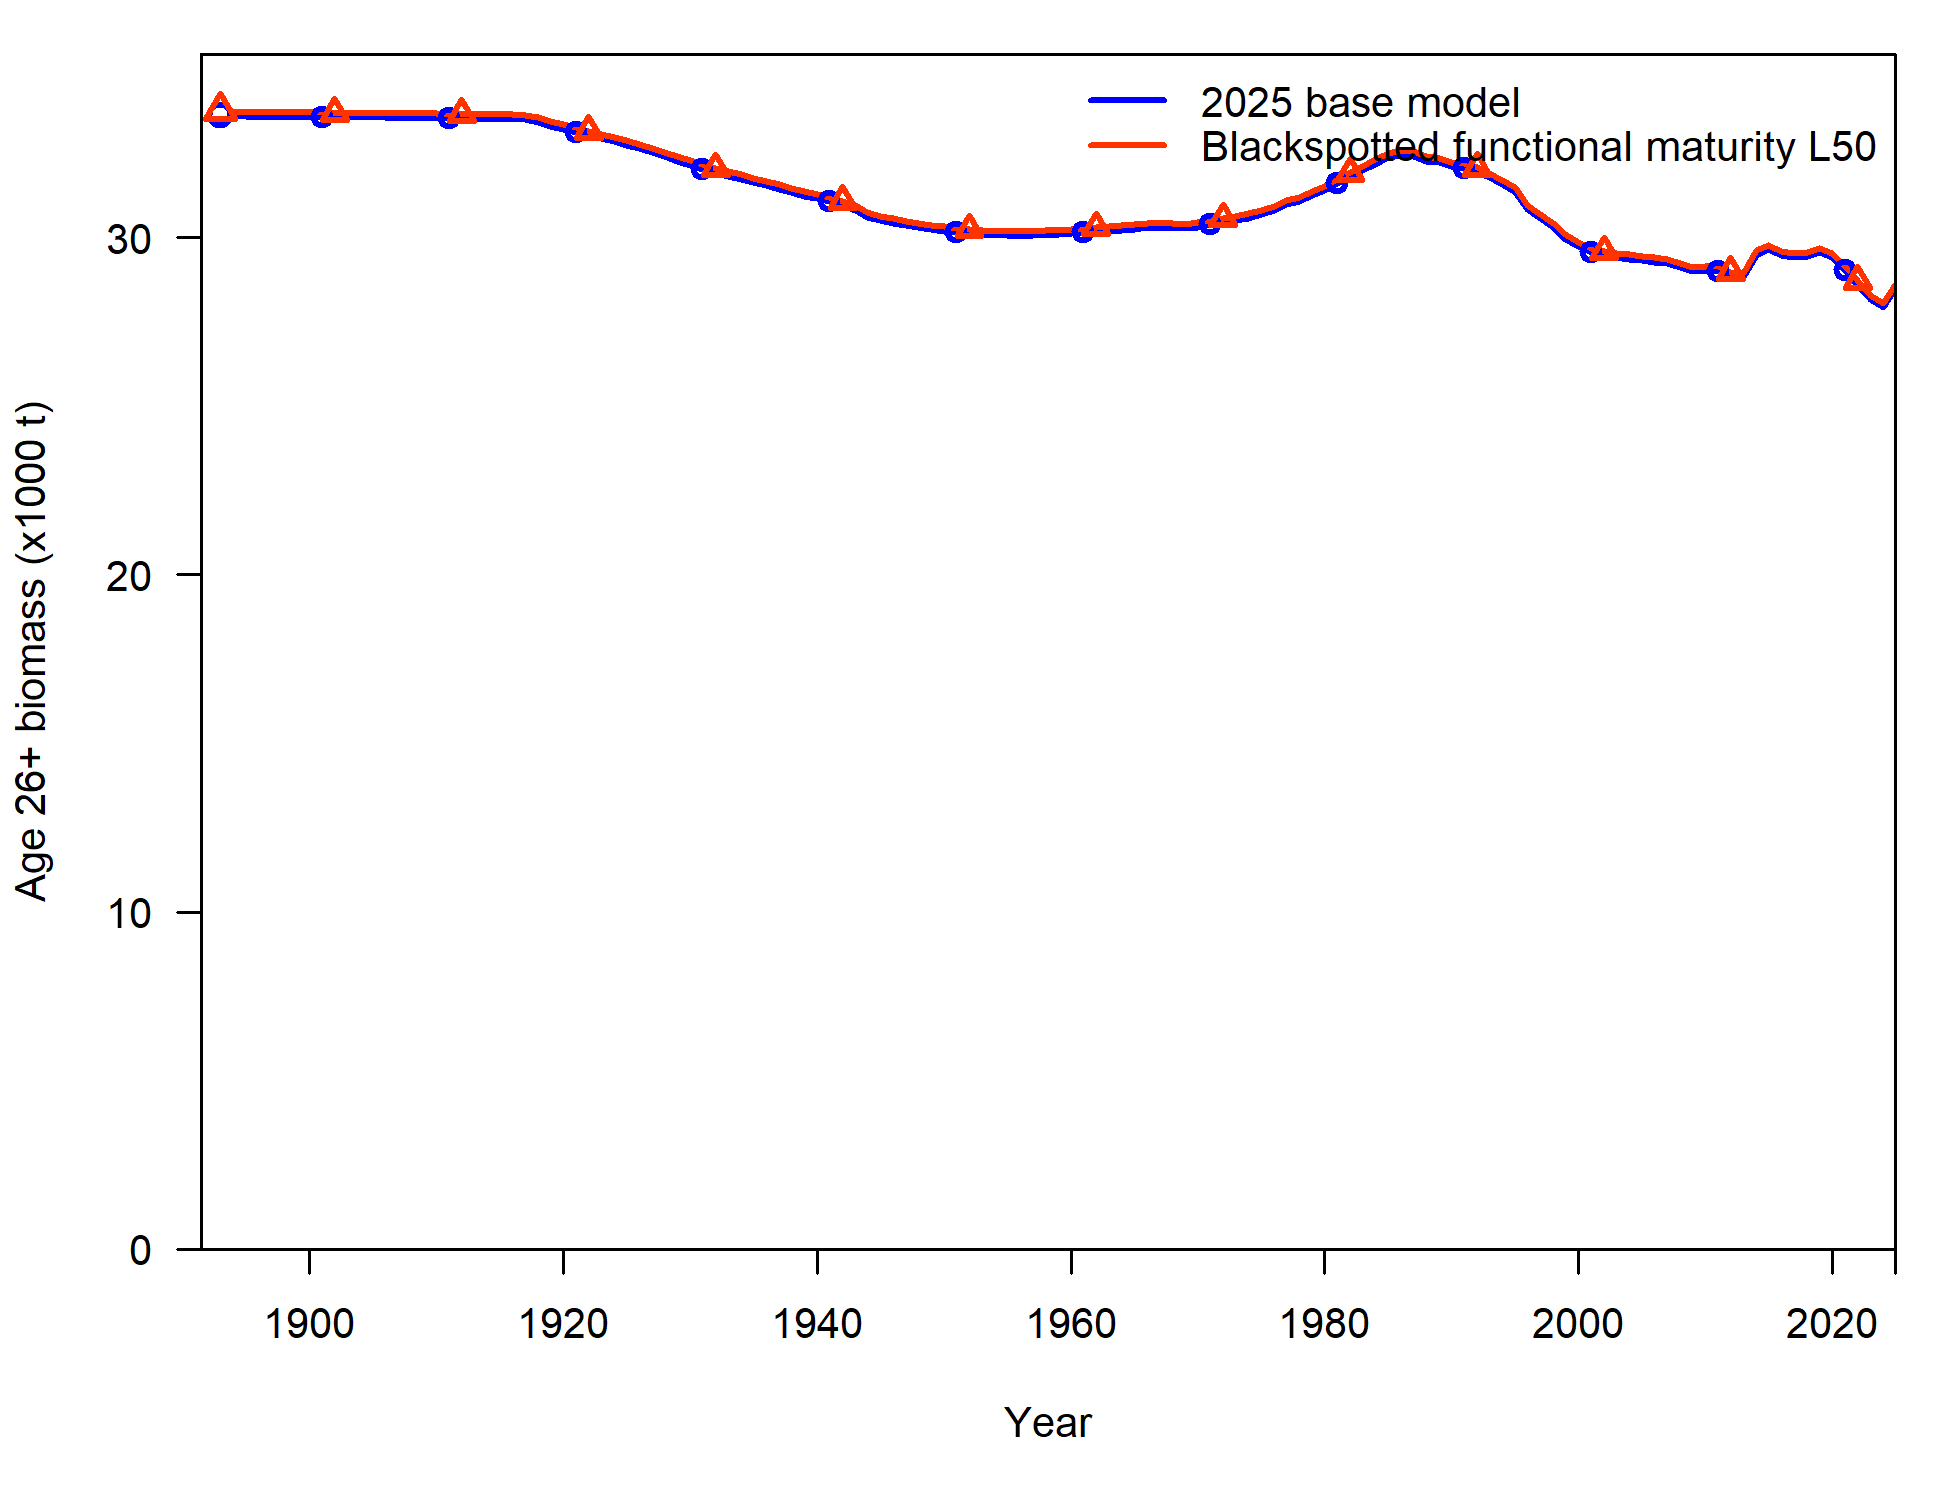 2025 base model
Blackspotted functional maturity L50
Age 26+ biomass (x1000 t)
30
20
10
0
1900 1920 1940 1960 1980 2000 2020
Year